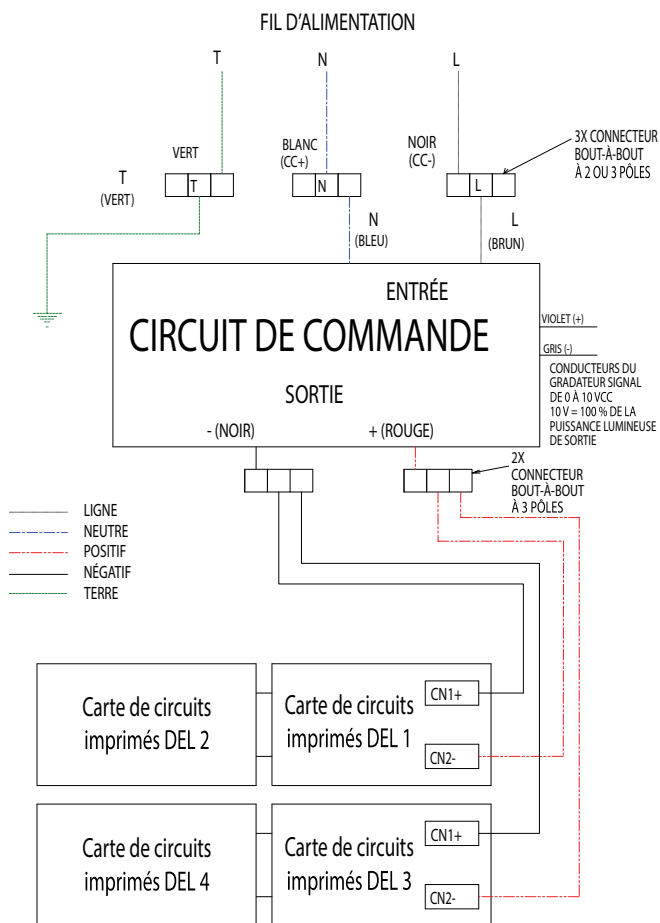 FIL D'ALIMENTATION
T
N
L
VERT
BLANC
(CC+)
NOIR
(CC-)
3X CONNECTEUR
BOUT-À-BOUT
À 2 OU 3 PÔLES
T
(VERT)
T
N
L
N
(BLEU)
L
(BRUN)
ENTRÉE
CIRCUIT DE COMMANDE
SORTIE
- (NOIR)
+ (ROUGE)
VIOLET (+)
GRIS (-)
CONDUCTEURS DU
GRADATEUR SIGNAL
DE 0 À 10 VCC
10 V = 100 % DE LA
PUISSANCE LUMINEUSE
DE SORTIE
2X
CONNECTEUR
BOUT-À-BOUT
À 3 PÔLES
LIGNE
NEUTRE
POSITIF
NÉGATIF
TERRE
Carte de circuits
imprimés DEL 2
Carte de circuits
imprimés DEL 1
CN1+
CN2-
Carte de circuits
imprimés DEL 4
Carte de circuits
imprimés DEL 3
CN1+
CN2-